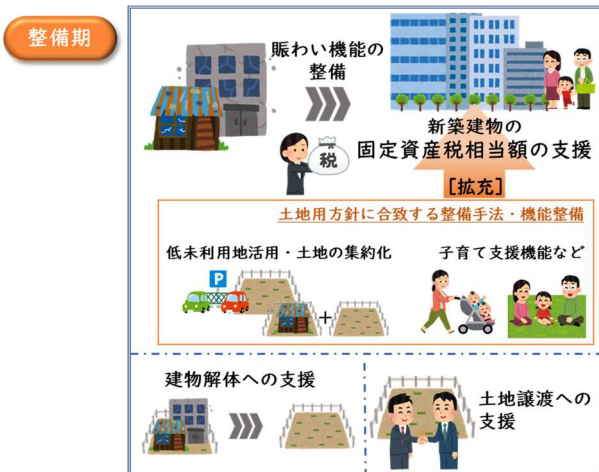 整備期
賑わい機能の
整備
新築建物の
固定資産税相当額の支援
税
[拡充]
土地用方針に合致する整備手法・機能整備
低未利用地活用・土地の集約化
子育て支援機能など
P
+
建物解体への支援
土地譲渡への
支援